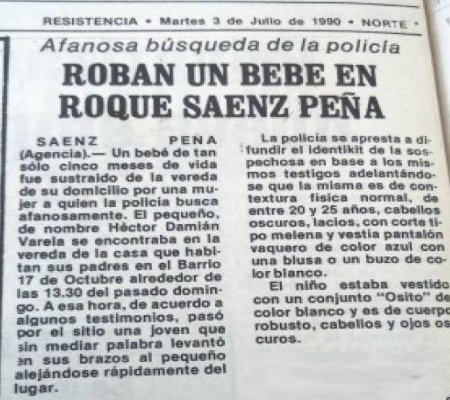 RESISTENCIA • Martes 3 de Julio de 1990 • NORTE •
Afanosa búsqueda de la policía
ROBAN UN BEBE EN
ROQUE SAENZ PEÑA
SAENZ PEÑA
(Agencia).— Un bebé de tan
sólo cinco meses de vida
fue sustraido de la vereda
de su domicilio por una mu-
jer a quien la policía busca
afanosamente. El pequeño,
de nombre Héctor Damián
Varela se encontraba en la
vereda de la casa que habi-
tan sus padres en el Barrio
17 de Octubre alrededor de
las 13.30 del pasado domin-
go. A esa hora, de acuerdo a
algunos testimonios, pasó
por el sitio una joven que
sin mediar palabra levantó
en sus brazos al pequeño
alejándose rápidamente del
lugar.
La policía se apresta a di-
fundir el identikit de la sos-
pechosa en base a los mis-
mos testigos adelantándo-
se que la misma es de con-
textura física normal, de
entre 20 y 25 años, cabellos
oscuros, lacios, con corte ti
po melena y vestia pantalón
vaquero de color azul con
una blusa o un buzo de co-
lor blanco.
El niño estaba vestido
con un conjunto "Osito" de
color blanco y es de cuerpo
robusto, cabellos y ojos os
curos.